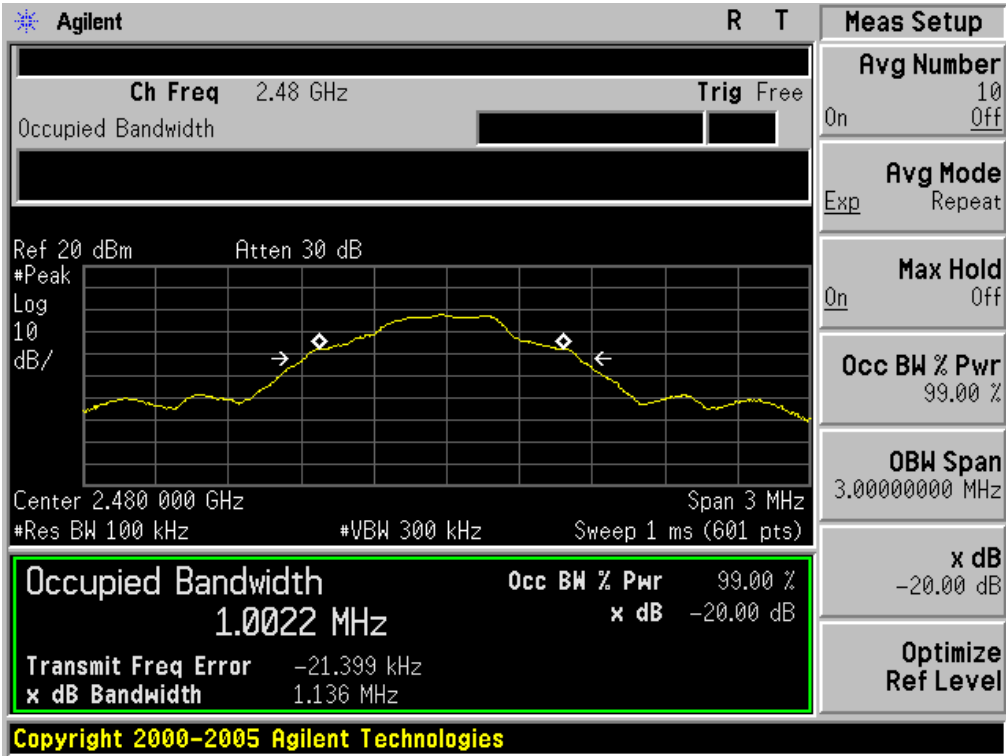 Agilent R T
Meas Setup
Ch Freq 2.48 GHz Trig Free
Occupied Bandwidth
Ref 20 dBm Atten 30 dB
#Peak
Log
10
dB/
Center 2.480 000 GHz Span 3 MHz
#Res BW 100 kHz #VBW 300 kHz Sweep 1 ms (601 pts)
Occupied Bandwidth Occ BW % Pwr 99.00 %
1.0022 MHz x dB -20.00 dB
Transmit Freq Error -21.399 kHz
x dB Bandwidth 1.136 MHz
Avg Number
10
On Off
Avg Mode
Exp Repeat
Max Hold
On Off
Occ BW % Pwr
99.00 %
OBW Span
3.00000000 MHz
x dB
-20.00 dB
Optimize
Ref Level
Copyright 2000-2005 Agilent Technologies